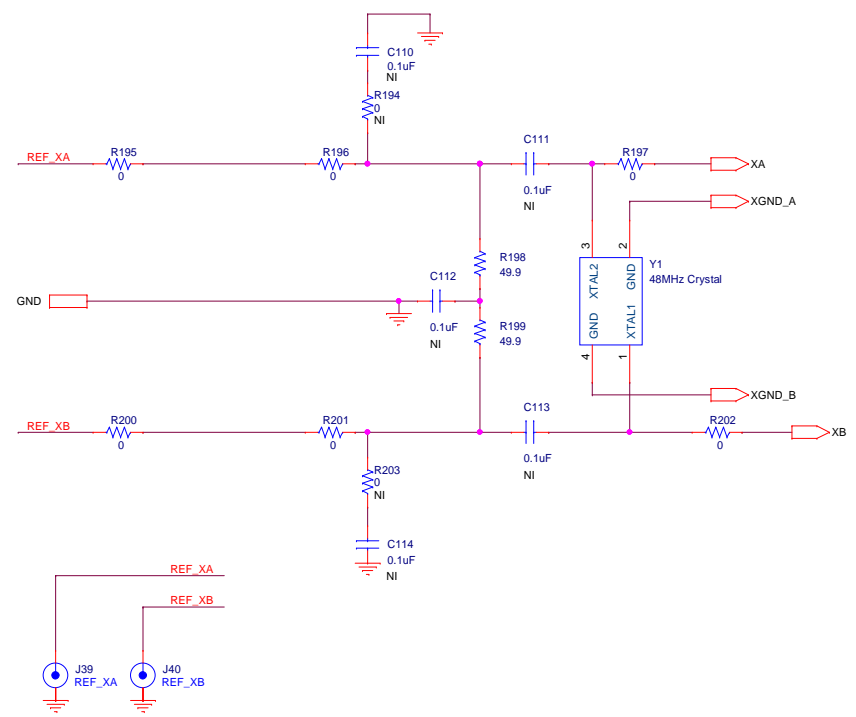 C110
0.1uF
NI
R194
0
NI
REF_XA
R195
0
R196
0
C111
0.1uF
NI
R197
0
XA
XGND_A
3
2
XTAL2
GND
GND
XTAL1
4
1
Y1
48MHz Crystal
R198
49.9
GND
C112
0.1uF
NI
R199
49.9
XGND_B
REF_XB
R200
0
R201
0
C113
0.1uF
NI
R202
0
XB
R203
0
NI
C114
0.1uF
NI
REF_XA
REF_XB
J39
REF_XA
J40
REF_XB